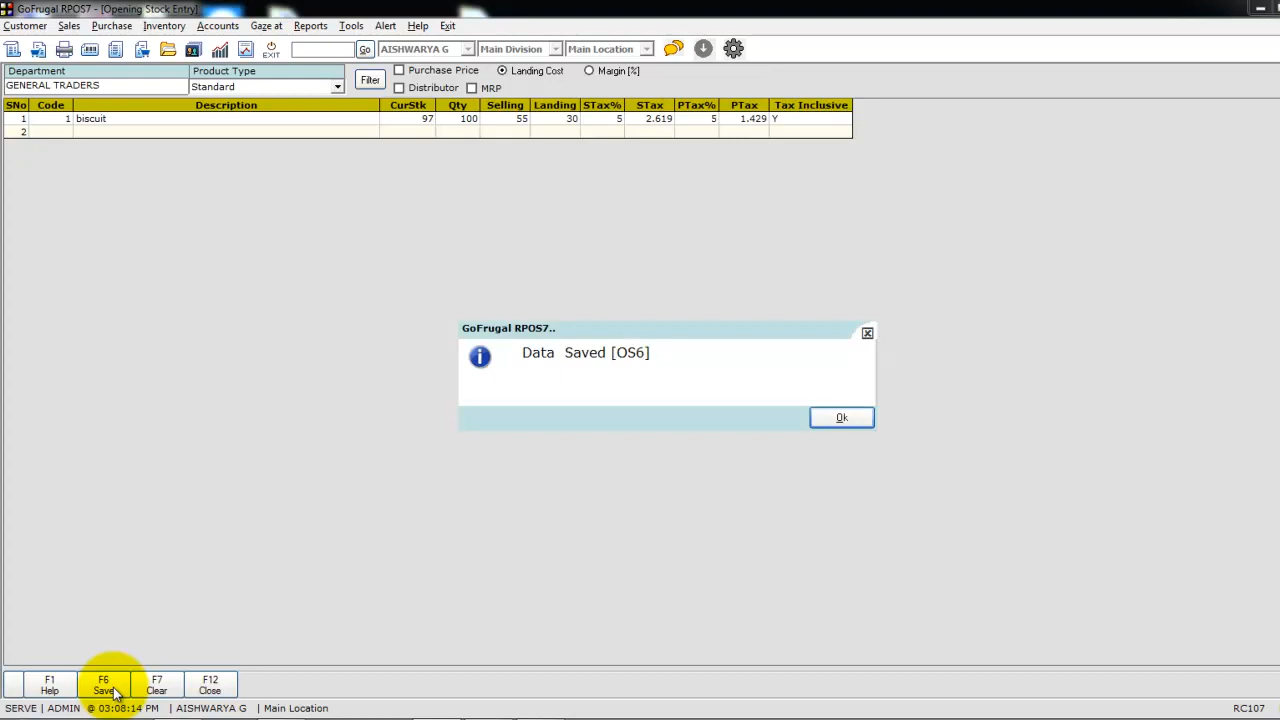 GoFrugal RPOS7 - [Opening Stock Entry]
Customer Sales Purchase Inventory Accounts Gaze at Reports Tools Alert Help Exit
EXIT Go AISHWARYA G Main Division Main Location
Department Product Type Filter Purchase Price Landing Cost Margin [%]
GENERAL TRADERS Standard Distributor MRP
SNo Code Description CurStk Qty Selling Landing STax% STax PTax% PTax Tax Inclusive
1 1 biscuit 97 100 55 30 5 2.619 5 1.429 Y
2
GoFrugal RPOS7..
Data Saved [OS6]
Ok
F1 F6 F7 F12
Help Save Clear Close
SERVE | ADMIN @ 03:08:14 PM | AISHWARYA G | Main Location RC107